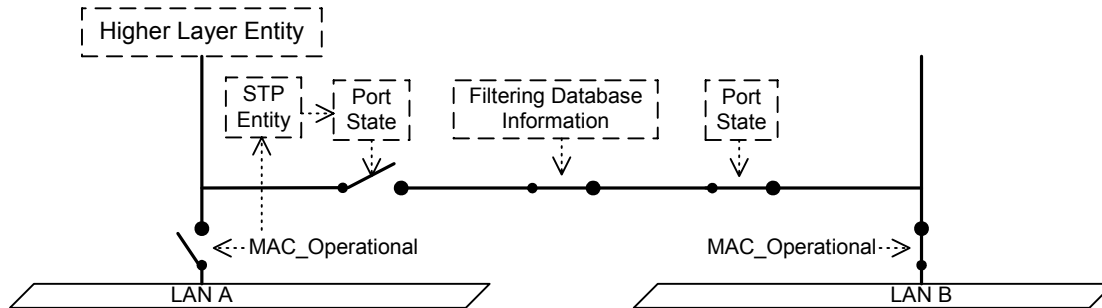 Higher Layer Entity
STP
Entity
Port
State
Filtering Database
Information
Port
State
MAC_Operational
MAC_Operational
LAN A
LAN B